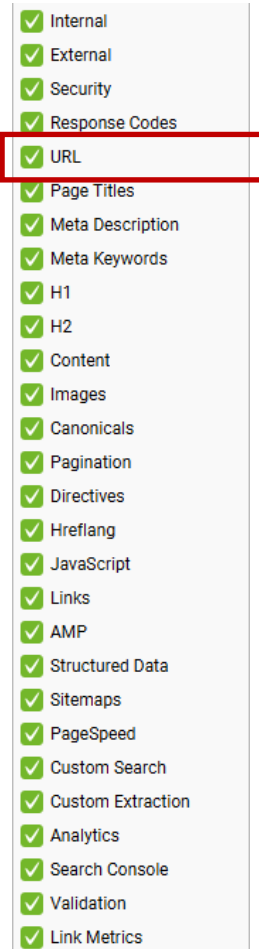 Internal
External
Security
Response Codes
URL
Page Titles
Meta Description
Meta Keywords
H1
H2
Content
Images
Canonicals
Pagination
Directives
Hreflang
JavaScript
Links
AMP
Structured Data
Sitemaps
PageSpeed
Custom Search
Custom Extraction
Analytics
Search Console
Validation
Link Metrics